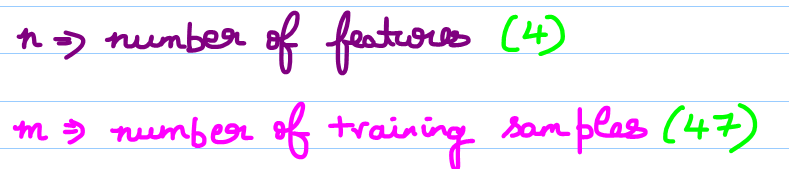 n => number of features (4)
m => number of training samples (47)